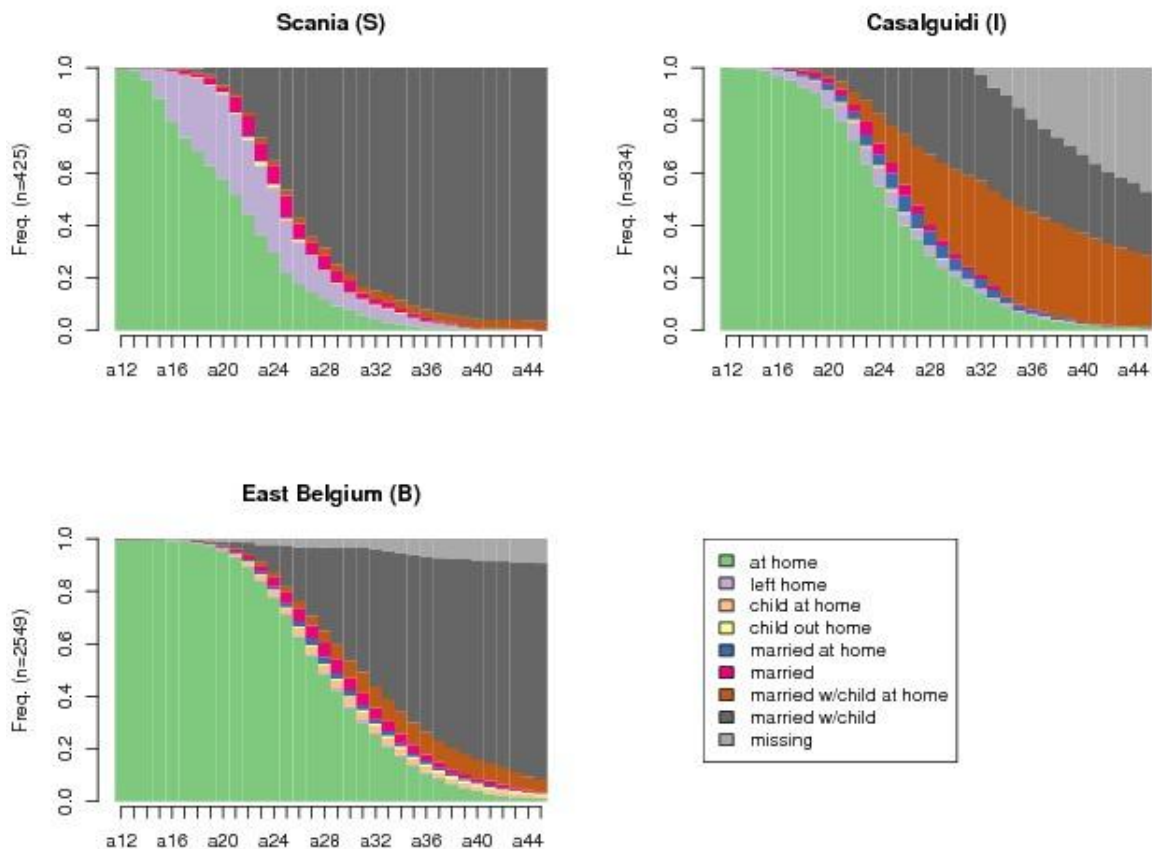 Scania (S)
Freq. (n=425)
0.0 0.2 0.4 0.6 0.8 1.0
a12 a16 a20 a24 a28 a32 a36 a40 a44
Casalguidi (I)
Freq. (n=834)
0.0 0.2 0.4 0.6 0.8 1.0
a12 a16 a20 a24 a28 a32 a36 a40 a44
East Belgium (B)
Freq. (n=2549)
0.0 0.2 0.4 0.6 0.8 1.0
a12 a16 a20 a24 a28 a32 a36 a40 a44
at home
left home
child at home
child out home
married at home
married
married w/child at home
married w/child
missing